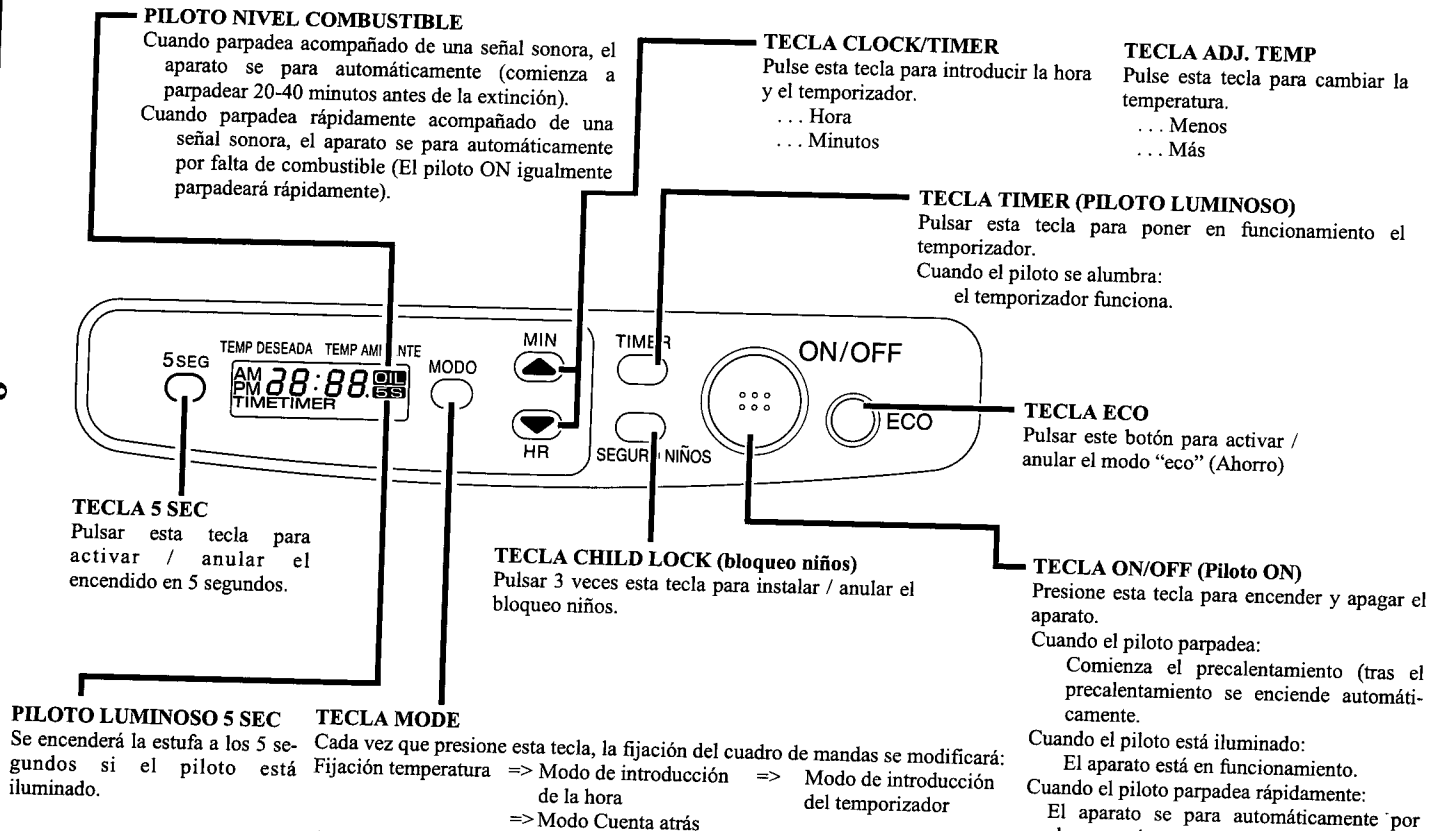 PILOTO NIVEL COMBUSTIBLE
Cuando parpadea acompañado de una señal sonora, el
aparato se para automáticamente (comienza a
parpadear 20-40 minutos antes de la extinción).
Cuando parpadea rápidamente acompañado de una
señal sonora, el aparato se para automáticamente
por falta de combustible (El piloto ON igualmente
parpadeará rápidamente).
TECLA CLOCK/TIMER
Pulse esta tecla para introducir la hora
y el temporizador.
. . . Hora
. . . Minutos
TECLA ADJ. TEMP
Pulse esta tecla para cambiar la
temperatura.
. . . Menos
. . . Más
TECLA TIMER (PILOTO LUMINOSO)
Pulsar esta tecla para poner en funcionamiento el
temporizador.
Cuando el piloto se alumbra:
el temporizador funciona.
5SEG
TEMP DESEADA TEMP AMI NTE
AM
PM
88:88.
OIL
5S
TIMETIMER
MODO
MIN
HR
TIMER
SEGUR NIÑOS
ON/OFF
ECO
TECLA ECO
Pulsar este botón para activar /
anular el modo “eco” (Ahorro)
TECLA 5 SEC
Pulsar esta tecla para
activar / anular el
encendido en 5 segundos.
TECLA CHILD LOCK (bloqueo niños)
Pulsar 3 veces esta tecla para instalar / anular el
bloqueo niños.
TECLA ON/OFF (Piloto ON)
Presione esta tecla para encender y apagar el
aparato.
Cuando el piloto parpadea:
Comienza el precalentamiento (tras el
precalentamiento se enciende automáti-
camente.
Cuando el piloto está iluminado:
El aparato está en funcionamiento.
Cuando el piloto parpadea rápidamente:
El aparato se para automáticamente por
PILOTO LUMINOSO 5 SEC
Se encenderá la estufa a los 5 se-
gundos si el piloto está
iluminado.
TECLA MODE
Cada vez que presione esta tecla, la fijación del cuadro de mandas se modificará:
Fijación temperatura => Modo de introducción => Modo de introducción
de la hora del temporizador
=> Modo Cuenta atrás